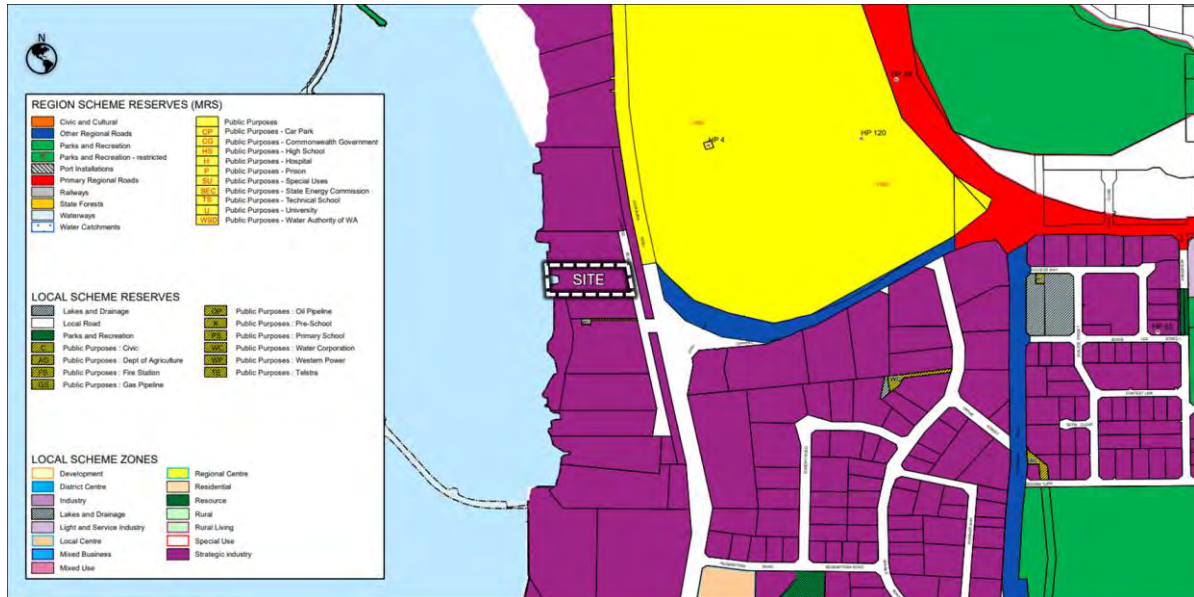 N
REGION SCHEME RESERVES (MRS)
Civic and Cultural
Other Regional Roads
Parks and Recreation
Parks and Recreation - restricted
Port Installations
Primary Regional Roads
Railways
State Forests
Waterways
Water Catchments
Public Purposes
CP Public Purposes - Car Park
CG Public Purposes - Commonwealth Government
HS Public Purposes - High School
H Public Purposes - Hospital
P Public Purposes - Prison
SU Public Purposes - Special Uses
SEC Public Purposes - State Energy Commission
TS Public Purposes - Technical School
U Public Purposes - University
WSD Public Purposes - Water Authority of WA
LOCAL SCHEME RESERVES
Lakes and Drainage
Local Road
Parks and Recreation
C Public Purposes : Civic
AG Public Purposes : Dept of Agriculture
FS Public Purposes : Fire Station
GS Public Purposes : Gas Pipeline
OP Public Purposes : Oil Pipeline
K Public Purposes : Pre-School
PS Public Purposes : Primary School
WC Public Purposes : Water Corporation
WP Public Purposes : Western Power
TE Public Purposes : Telstra
LOCAL SCHEME ZONES
Development
District Centre
Industry
Lakes and Drainage
Light and Service Industry
Local Centre
Mixed Business
Mixed Use
Regional Centre
Residential
Resource
Rural
Rural Living
Special Use
Strategic industry
SITE
HP 4
HP 120